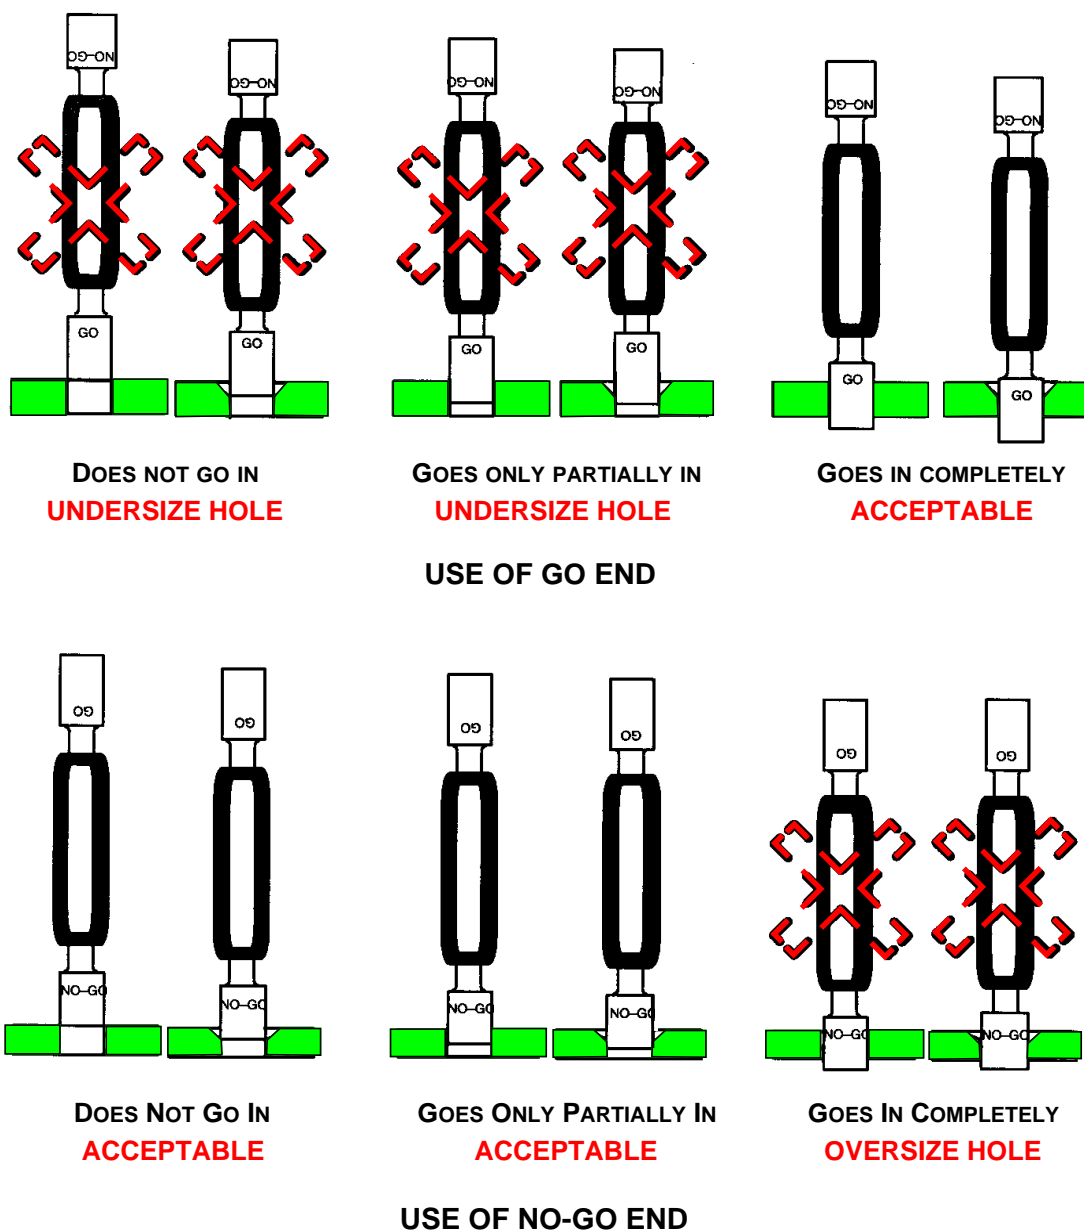 NO-GO NO-GO NO-GO NO-GO NO-GO NO-GO
GO GO GO GO GO GO
DOES NOT GO IN GOES ONLY PARTIALLY IN GOES IN COMPLETELY
UNDERSIZE HOLE UNDERSIZE HOLE ACCEPTABLE
USE OF GO END
GO GO GO GO GO GO
NO-GO NO-GO NO-GO NO-GO NO-GO NO-GO
DOES NOT GO IN GOES ONLY PARTIALLY IN GOES IN COMPLETELY
ACCEPTABLE ACCEPTABLE OVERSIZE HOLE
USE OF NO-GO END